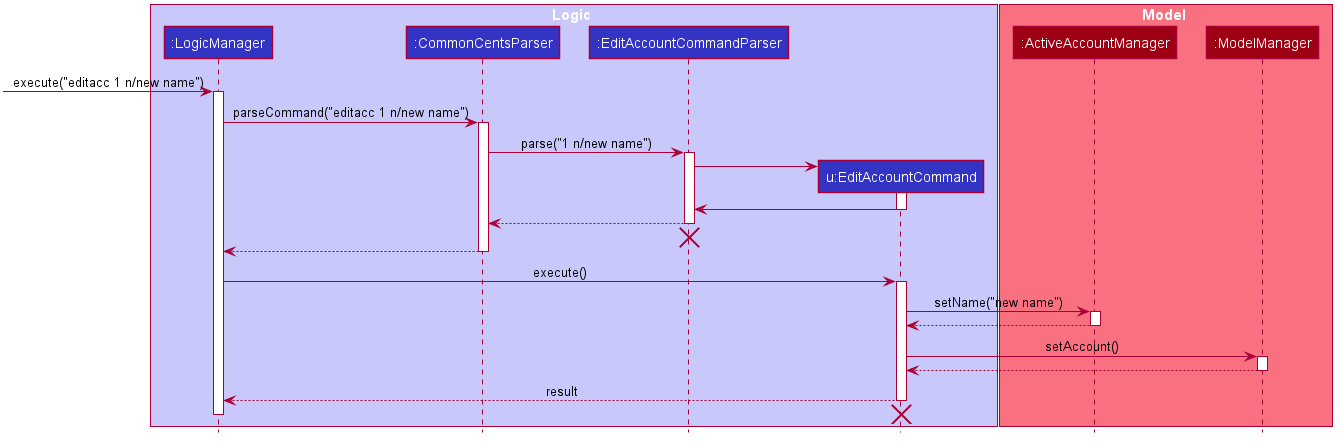 Logic
Model
:LogicManager
:CommonCentsParser
:EditAccountCommandParser
:ActiveAccountManager
:ModelManager
execute("editacc 1 n/new name")
parseCommand("editacc 1 n/new name")
parse("1 n/new name")
u:EditAccountCommand
execute()
setName("new name")
setAccount()
result